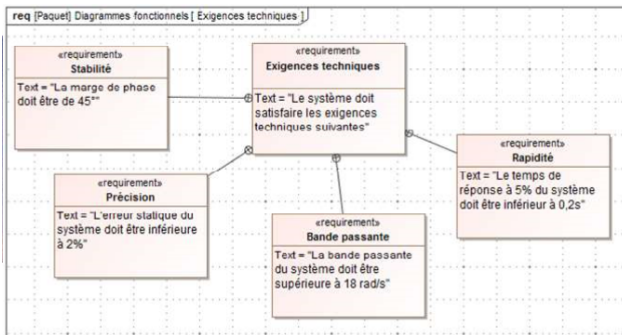 req [Paquet] Diagrammes fonctionnels [ Exigences techniques ]
«requirement»
Stabilité
Text = "La marge de phase
doit être de 45°"
«requirement»
Exigences techniques
Text = "Le système doit
satisfaire les exigences
techniques suivantes"
«requirement»
Rapidité
Text = "Le temps de
réponse à 5% du système
doit être inférieur à 0,2s"
«requirement»
Précision
Text = "L'erreur statique du
système doit être inférieure
à 2%"
«requirement»
Bande passante
Text = "La bande passante
du système doit être
supérieure à 18 rad/s"